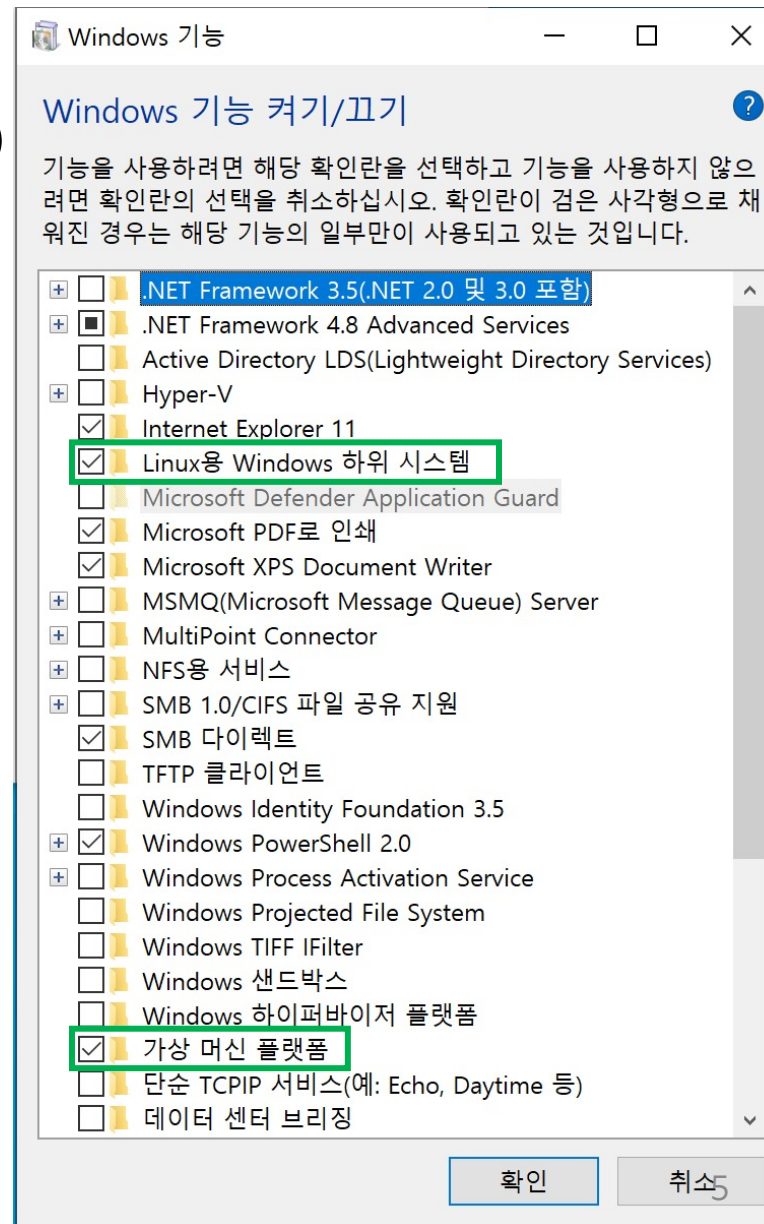 Windows 기능
Windows 기능 켜기/끄기
?
)
기능을 사용하려면 해당 확인란을 선택하고 기능을 사용하지 않으
려면 확인란의 선택을 취소하십시오. 확인란이 검은 사각형으로 채
워진 경우는 해당 기능의 일부만이 사용되고 있는 것입니다.
.NET Framework 3.5(.NET 2.0 및 3.0 포함)
.NET Framework 4.8 Advanced Services
Active Directory LDS(Lightweight Directory Services)
Hyper-V
Internet Explorer 11
Linux용 Windows 하위 시스템
Microsoft Defender Application Guard
Microsoft PDF로 인쇄
Microsoft XPS Document Writer
MSMQ(Microsoft Message Queue) Server
MultiPoint Connector
NFS용 서비스
SMB 1.0/CIFS 파일 공유 지원
SMB 다이렉트
TFTP 클라이언트
Windows Identity Foundation 3.5
Windows PowerShell 2.0
Windows Process Activation Service
Windows Projected File System
Windows TIFF IFilter
Windows 샌드박스
Windows 하이퍼바이저 플랫폼
가상 머신 플랫폼
단순 TCPIP 서비스(예: Echo, Daytime 등)
데이터 센터 브리징
확인 취소
5